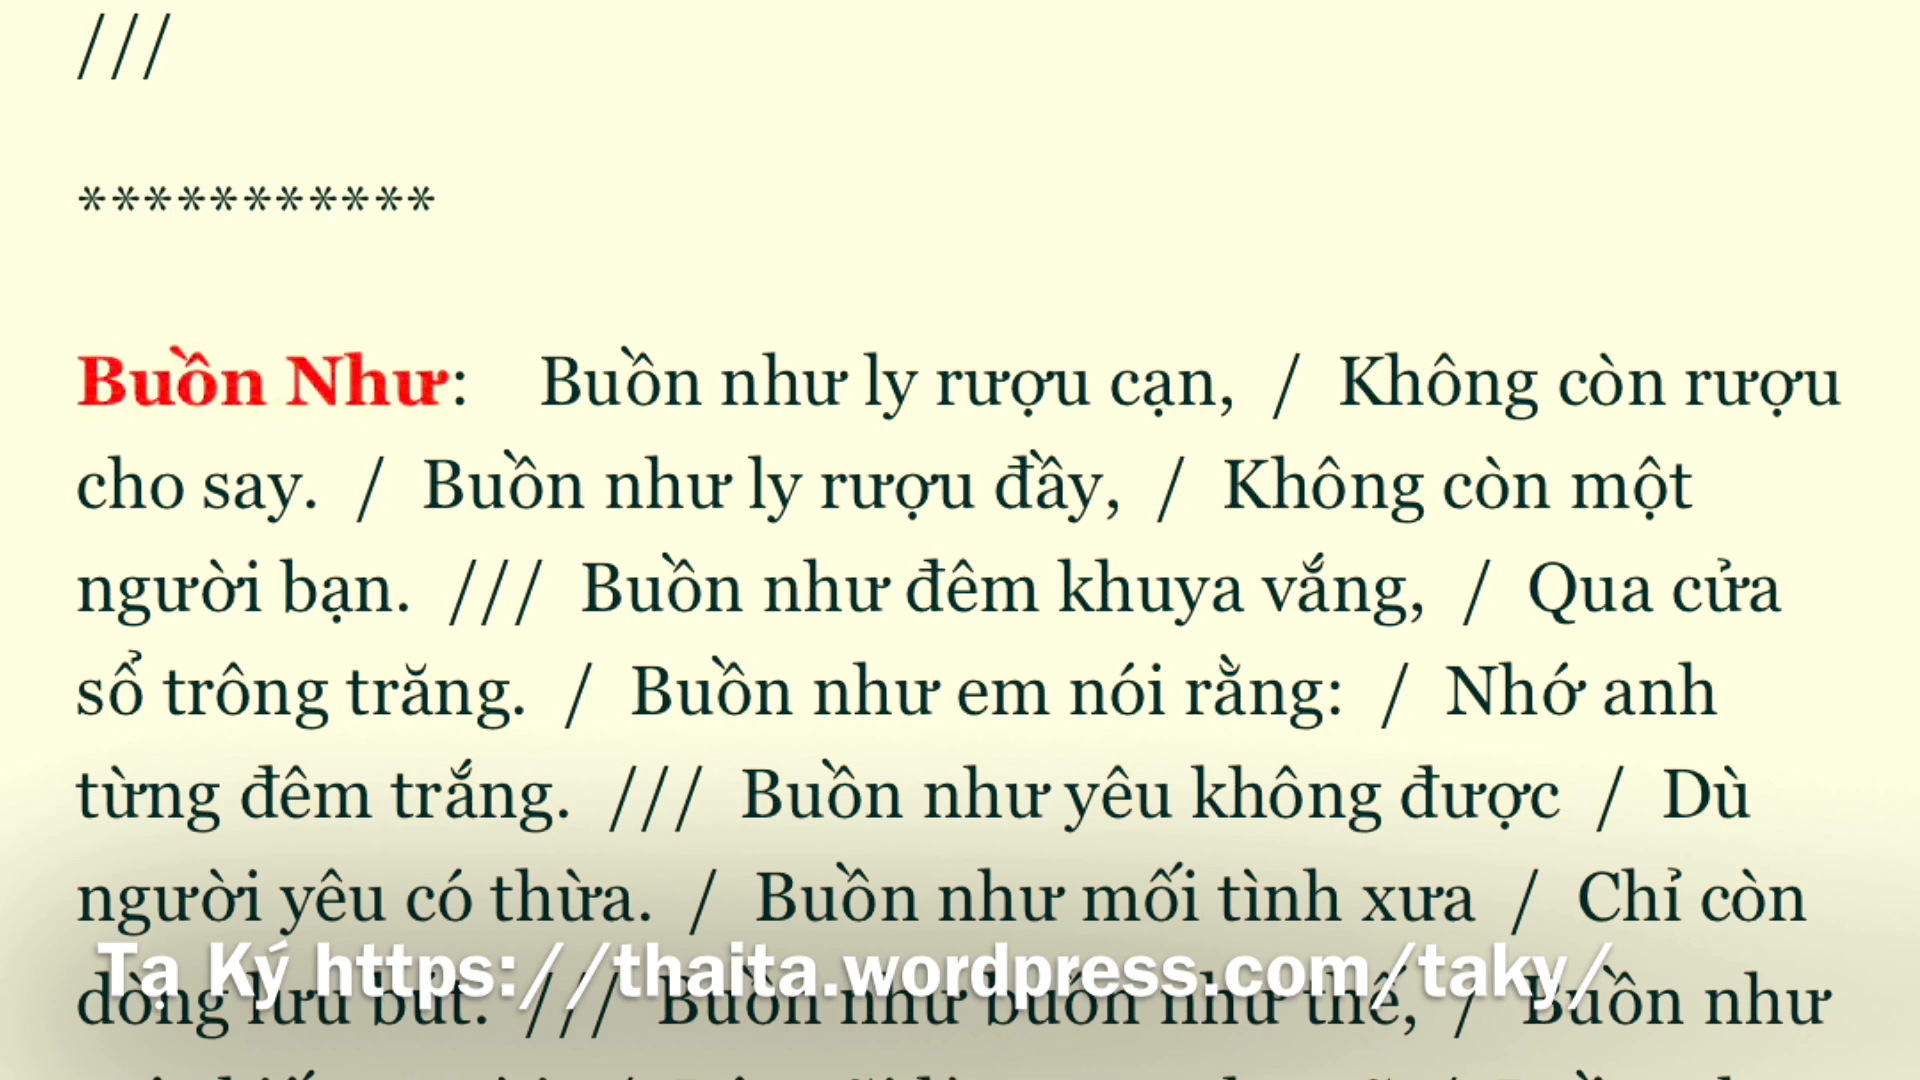 ///
***********
Buồn Như: Buồn như ly rượu cạn, / Không còn rượu
cho say. / Buồn như ly rượu đầy, / Không còn một
người bạn. /// Buồn như đêm khuya vắng, / Qua cửa
sổ trông trăng. / Buồn như em nói rằng: / Nhớ anh
từng đêm trắng. /// Buồn như yêu không được / Dù
người yêu có thừa. / Buồn như mối tình xưa / Chỉ còn
Tạ Ký https://thaita.wordpress.com/taky/
dòng lưu bút. /// Buồn như buồn như thế, / Buồn như